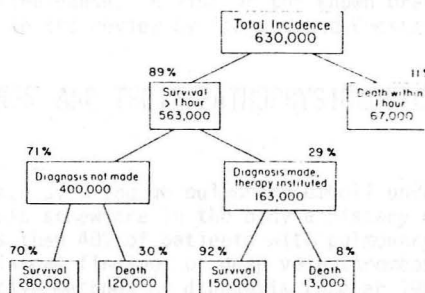 Total Incidence
630,000
89%
11
Survival
1 hour
563,000
Death within
1 hour
67,000
71%
29%
Diagnosis not made
400,000
Diagnosis made,
therapy instituted
163,000
70%
30%
92%
8%
Survival
280,000
Death
120,000
Survival
150,000
Death
13,000